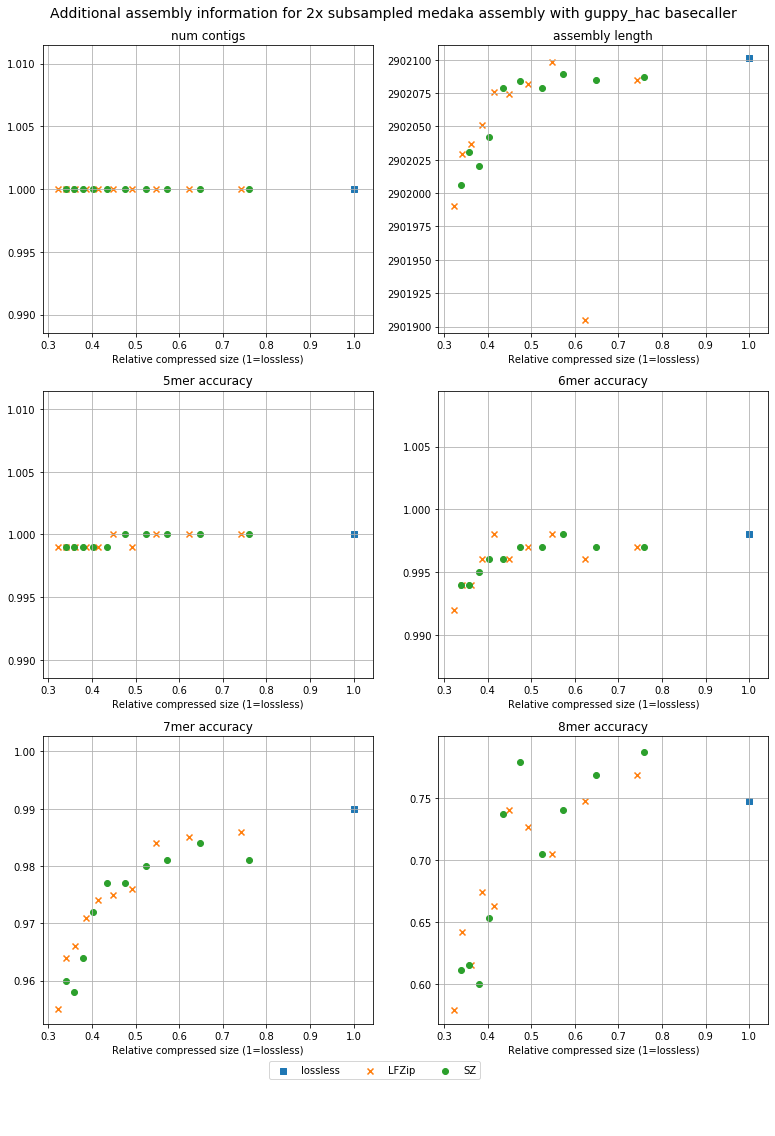 Additional assembly information for 2x subsampled medaka assembly with guppy_hac basecaller
num contigs
1.010
1.005
1.000
0.995
0.990
0.3 0.4 0.5 0.6 0.7 0.8 0.9 1.0
Relative compressed size (1=lossless)
assembly length
2902100
2902075
2902050
2902025
2902000
2901975
2901950
2901925
2901900
0.3 0.4 0.5 0.6 0.7 0.8 0.9 1.0
Relative compressed size (1=lossless)
5mer accuracy
1.010
1.005
1.000
0.995
0.990
0.3 0.4 0.5 0.6 0.7 0.8 0.9 1.0
Relative compressed size (1=lossless)
6mer accuracy
1.005
1.000
0.995
0.990
0.3 0.4 0.5 0.6 0.7 0.8 0.9 1.0
Relative compressed size (1=lossless)
7mer accuracy
1.00
0.99
0.98
0.97
0.96
0.3 0.4 0.5 0.6 0.7 0.8 0.9 1.0
Relative compressed size (1=lossless)
8mer accuracy
0.75
0.70
0.65
0.60
0.3 0.4 0.5 0.6 0.7 0.8 0.9 1.0
Relative compressed size (1=lossless)
lossless LFZip SZ